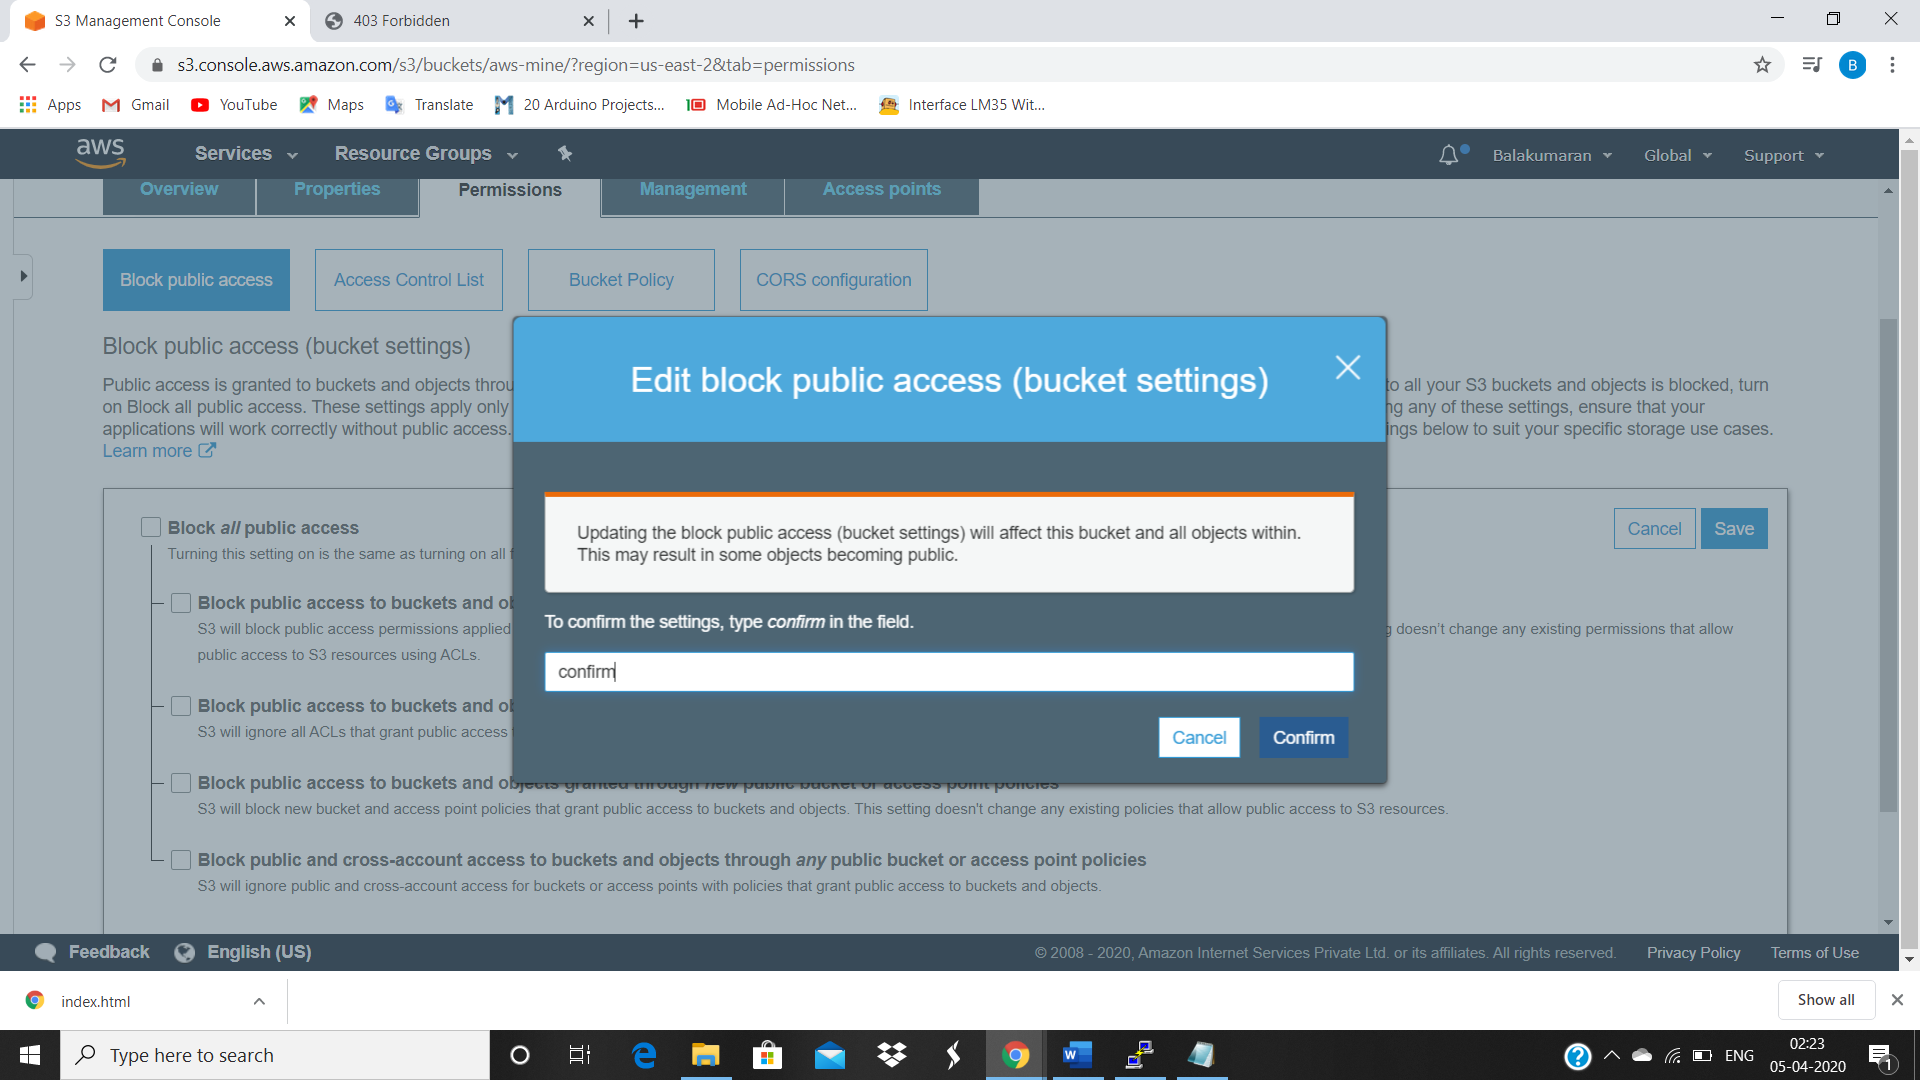 S3 Management Console
403 Forbidden
s3.console.aws.amazon.com/s3/buckets/aws-mine/?region=us-east-2&tab=permissions
B
Apps
Gmail
YouTube
Maps
Translate
20 Arduino Projects...
Mobile Ad-Hoc Net...
Interface LM35 Wit...
aws
Services
Resource Groups
Balakumaran
Global
Support
Overview
Properties
Permissions
Management
Access points
Block public access
Access Control List
Bucket Policy
CORS configuration
Block public access (bucket settings)
Public access is granted to buckets and objects throu
to all your S3 buckets and objects is blocked, turn
on Block all public access. These settings apply only
ng any of these settings, ensure that your
applications will work correctly without public access.
ings below to suit your specific storage use cases.
Learn more
Edit block public access (bucket settings)
Updating the block public access (bucket settings) will affect this bucket and all objects within.
This may result in some objects becoming public.
To confirm the settings, type confirm in the field.
confirm
Cancel
Confirm
Block all public access
Turning this setting on is the same as turning on all f
Cancel
Save
Block public access to buckets and ob
S3 will block public access permissions applied
g doesn't change any existing permissions that allow
public access to S3 resources using ACLs.
Block public access to buckets and ob
S3 will ignore all ACLs that grant public access
Block public access to buckets and objects granted through new public bucket or access point policies
S3 will block new bucket and access point policies that grant public access to buckets and objects. This setting doesn't change any existing policies that allow public access to S3 resources.
Block public and cross-account access to buckets and objects through any public bucket or access point policies
S3 will ignore public and cross-account access for buckets or access points with policies that grant public access to buckets and objects.
Feedback
English (US)
© 2008 - 2020, Amazon Internet Services Private Ltd. or its affiliates. All rights reserved.
Privacy Policy
Terms of Use
index.html
Show all
Type here to search
ENG
02:23
05-04-2020
1